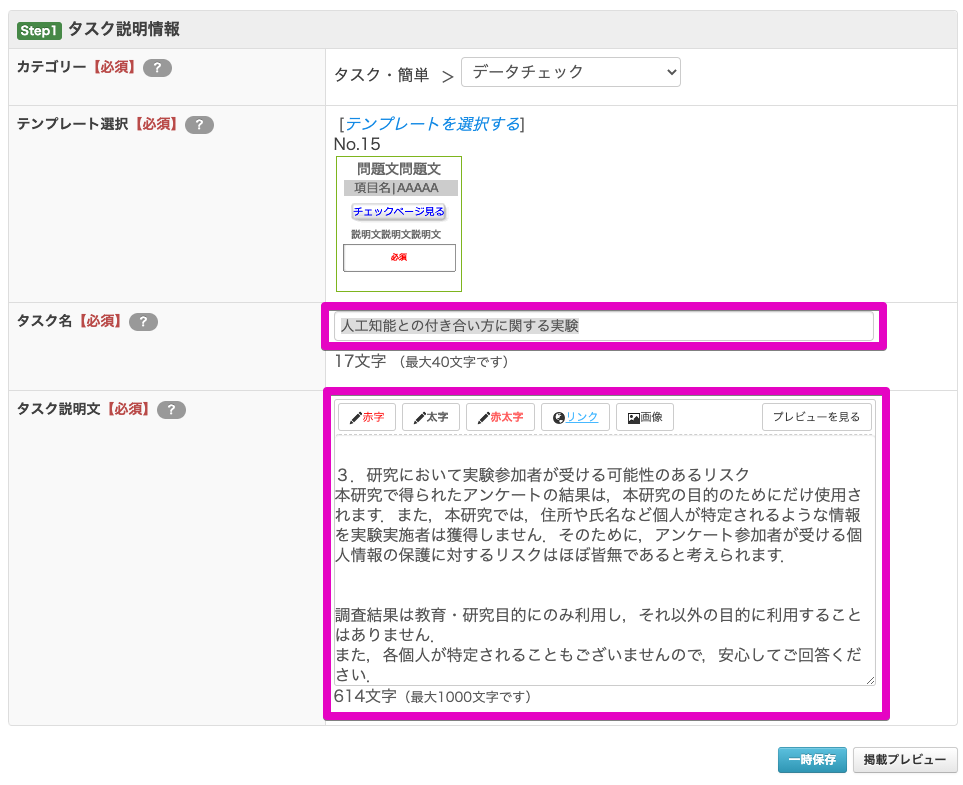 Step1 タスク説明情報
カテゴリー【必須】 ?
タスク・簡単 > データチェック
テンプレート選択【必須】 ?
[テンプレートを選択する]
No.15
問題文問題文
項目名|AAAAA
チェックページ見る
説明文説明文説明文
必須
タスク名【必須】 ?
人工知能との付き合い方に関する実験
17文字 （最大40文字です）
タスク説明文【必須】 ?
赤字 太字 赤太字 リンク 画像 プレビューを見る
３．研究において実験参加者が受ける可能性のあるリスク
本研究で得られたアンケートの結果は，本研究の目的のためにだけ使用さ
れます．また，本研究では，住所や氏名など個人が特定されるような情報
を実験実施者は獲得しません．そのために，アンケート参加者が受ける個
人情報の保護に対するリスクはほぼ皆無であると考えられます．
調査結果は教育・研究目的にのみ利用し，それ以外の目的に利用すること
はありません．
また，各個人が特定されることもございませんので，安心してご回答くだ
さい．
614文字（最大1000文字です）
一時保存 掲載プレビュー